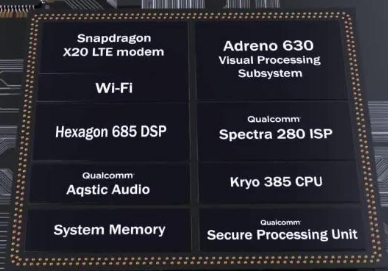 Snapdragon
X20 LTE modem
Wi-Fi
Hexagon 685 DSP
Qualcomm
Aqstic Audio
System Memory
Adreno 630
Visual Processing
Subsystem
Qualcomm
Spectra 280 ISP
Kryo 385 CPU
Qualcomm
Secure Processing Unit